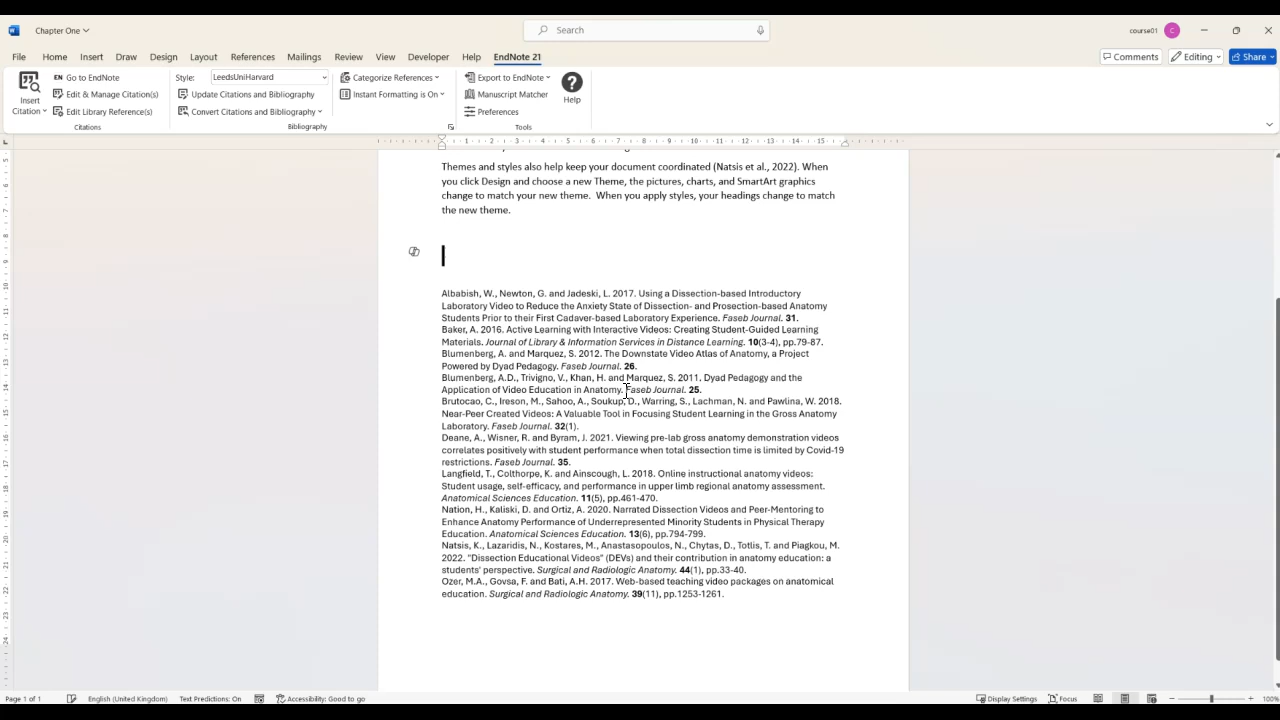 Chapter One
Search
course01
C
File Home Insert Draw Design Layout References Mailings Review View Developer Help EndNote 21
Comments Editing Share
Insert Citation
EN Go to EndNote
Edit & Manage Citation(s)
Edit Library Reference(s)
Citations
Style: LeedsUniHarvard
Update Citations and Bibliography
Convert Citations and Bibliography
Categorize References
Instant Formatting is On
Bibliography
Export to EndNote
Manuscript Matcher
Preferences
Help
Tools
1 2 3 4 5 6 7 8 9 10 11 12 13 14 15
Themes and styles also help keep your document coordinated (Natsis et al., 2022). When
you click Design and choose a new Theme, the pictures, charts, and SmartArt graphics
change to match your new theme. When you apply styles, your headings change to match
the new theme.
Albabish, W., Newton, G. and Jadeski, L. 2017. Using a Dissection-based Introductory
Laboratory Video to Reduce the Anxiety State of Dissection- and Prosection-based Anatomy
Students Prior to their First Cadaver-based Laboratory Experience. Faseb Journal. 31.
Baker, A. 2016. Active Learning with Interactive Videos: Creating Student-Guided Learning
Materials. Journal of Library & Information Services in Distance Learning. 10(3-4), pp.79-87.
Blumenberg, A. and Marquez, S. 2012. The Downstate Video Atlas of Anatomy, a Project
Powered by Dyad Pedagogy. Faseb Journal. 26.
Blumenberg, A.D., Trivigno, V., Khan, H. and Marquez, S. 2011. Dyad Pedagogy and the
Application of Video Education in Anatomy. Faseb Journal. 25.
Brutocao, C., Ireson, M., Sahoo, A., Soukup, D., Warring, S., Lachman, N. and Pawlina, W. 2018.
Near-Peer Created Videos: A Valuable Tool in Focusing Student Learning in the Gross Anatomy
Laboratory. Faseb Journal. 32(1).
Deane, A., Wisner, R. and Byram, J. 2021. Viewing pre-lab gross anatomy demonstration videos
correlates positively with student performance when total dissection time is limited by Covid-19
restrictions. Faseb Journal. 35.
Langfield, T., Colthorpe, K. and Ainscough, L. 2018. Online instructional anatomy videos:
Student usage, self-efficacy, and performance in upper limb regional anatomy assessment.
Anatomical Sciences Education. 11(5), pp.461-470.
Nation, H., Kaliski, D. and Ortiz, A. 2020. Narrated Dissection Videos and Peer-Mentoring to
Enhance Anatomy Performance of Underrepresented Minority Students in Physical Therapy
Education. Anatomical Sciences Education. 13(6), pp.794-799.
Natsis, K., Lazaridis, N., Kostares, M., Anastasopoulos, N., Chytas, D., Totlis, T. and Piagkou, M.
2022. "Dissection Educational Videos" (DEVs) and their contribution in anatomy education: a
students' perspective. Surgical and Radiologic Anatomy. 44(1), pp.33-40.
Ozer, M.A., Govsa, F. and Bati, A.H. 2017. Web-based teaching video packages on anatomical
education. Surgical and Radiologic Anatomy. 39(11), pp.1253-1261.
Page 1 of 1 English (United Kingdom) Text Predictions: On Accessibility: Good to go Display Settings Focus 100%